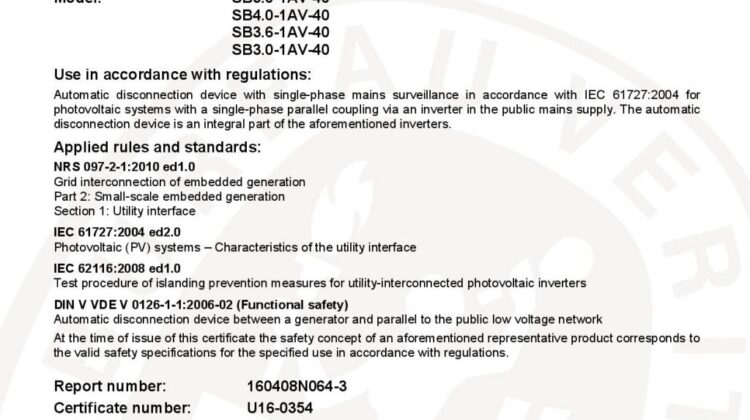 SB4.0-1AV-40
SB3.6-1AV-40
SB3.0-1AV-40
Use in accordance with regulations:
Automatic disconnection device with single-phase mains surveillance in accordance with IEC 61727:2004 for
photovoltaic systems with a single-phase parallel coupling via an inverter in the public mains supply. The automatic
disconnection device is an integral part of the aforementioned inverters.
Applied rules and standards:
NRS 097-2-1:2010 ed1.0
Grid interconnection of embedded generation
Part 2: Small-scale embedded generation
Section 1: Utility interface
IEC 61727:2004 ed2.0
Photovoltaic (PV) systems – Characteristics of the utility interface
IEC 62116:2008 ed1.0
Test procedure of islanding prevention measures for utility-interconnected photovoltaic inverters
DIN V VDE V 0126-1-1:2006-02 (Functional safety)
Automatic disconnection device between a generator and parallel to the public low voltage network
At the time of issue of this certificate the safety concept of an aforementioned representative product corresponds to
the valid safety specifications for the specified use in accordance with regulations.
Report number: 160408N064-3
Certificate number: U16-0354